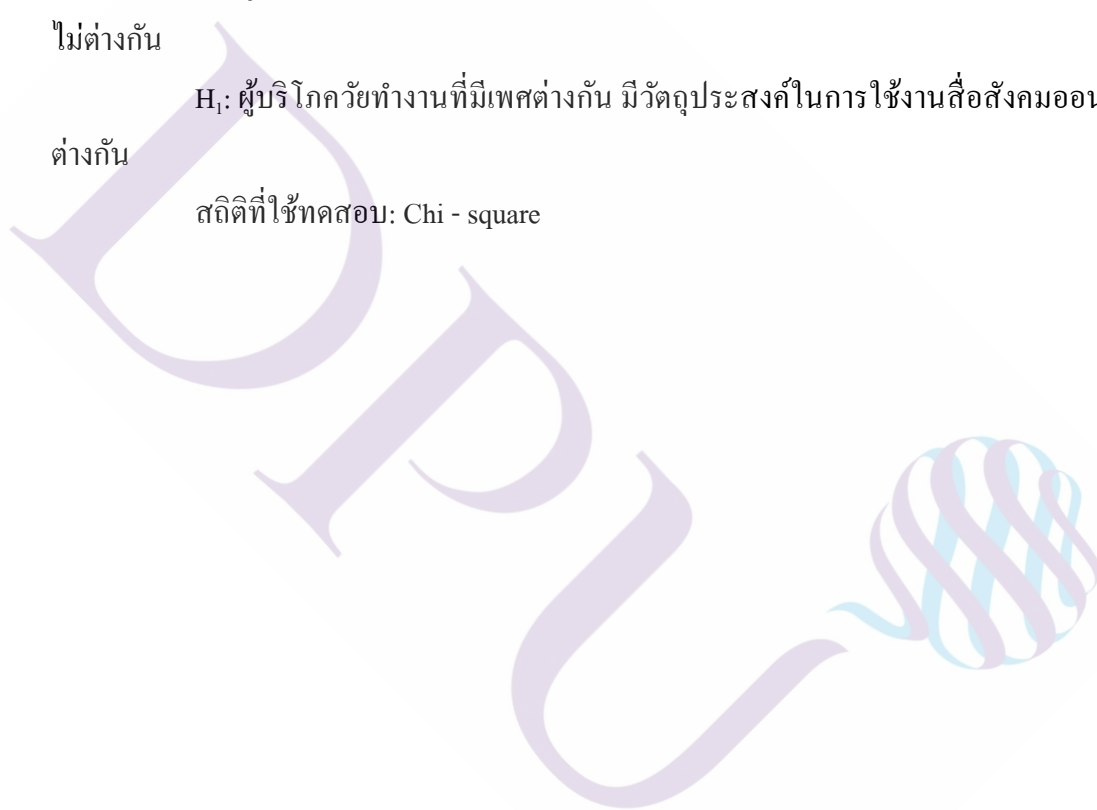 ไม่ต่างกัน
H₁: ผู้บริโภควัยทำงานที่มีเพศต่างกัน มีวัตถุประสงค์ในการใช้งานสื่อสังคมออน
ต่างกัน
สถิติที่ใช้ทดสอบ: Chi - square
DPU